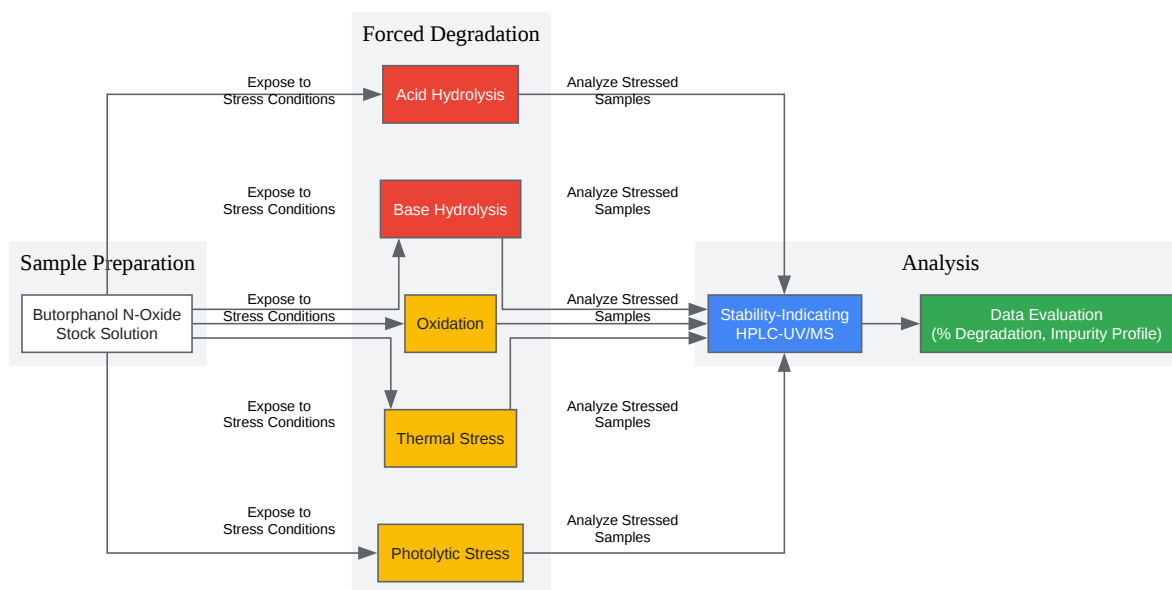 Forced Degradation
Expose to
Stress Conditions
Acid Hydrolysis
Analyze Stressed
Samples
Expose to
Stress Conditions
Base Hydrolysis
Analyze Stressed
Samples
Sample Preparation
Analysis
Butorphanol N-Oxide
Stock Solution
Expose to
Stress Conditions
Oxidation
Analyze Stressed
Samples
Stability-Indicating
HPLC-UV/MS
Data Evaluation
(% Degradation, Impurity Profile)
Expose to
Stress Conditions
Thermal Stress
Analyze Stressed
Samples
Expose to
Stress Conditions
Photolytic Stress
Analyze Stressed
Samples